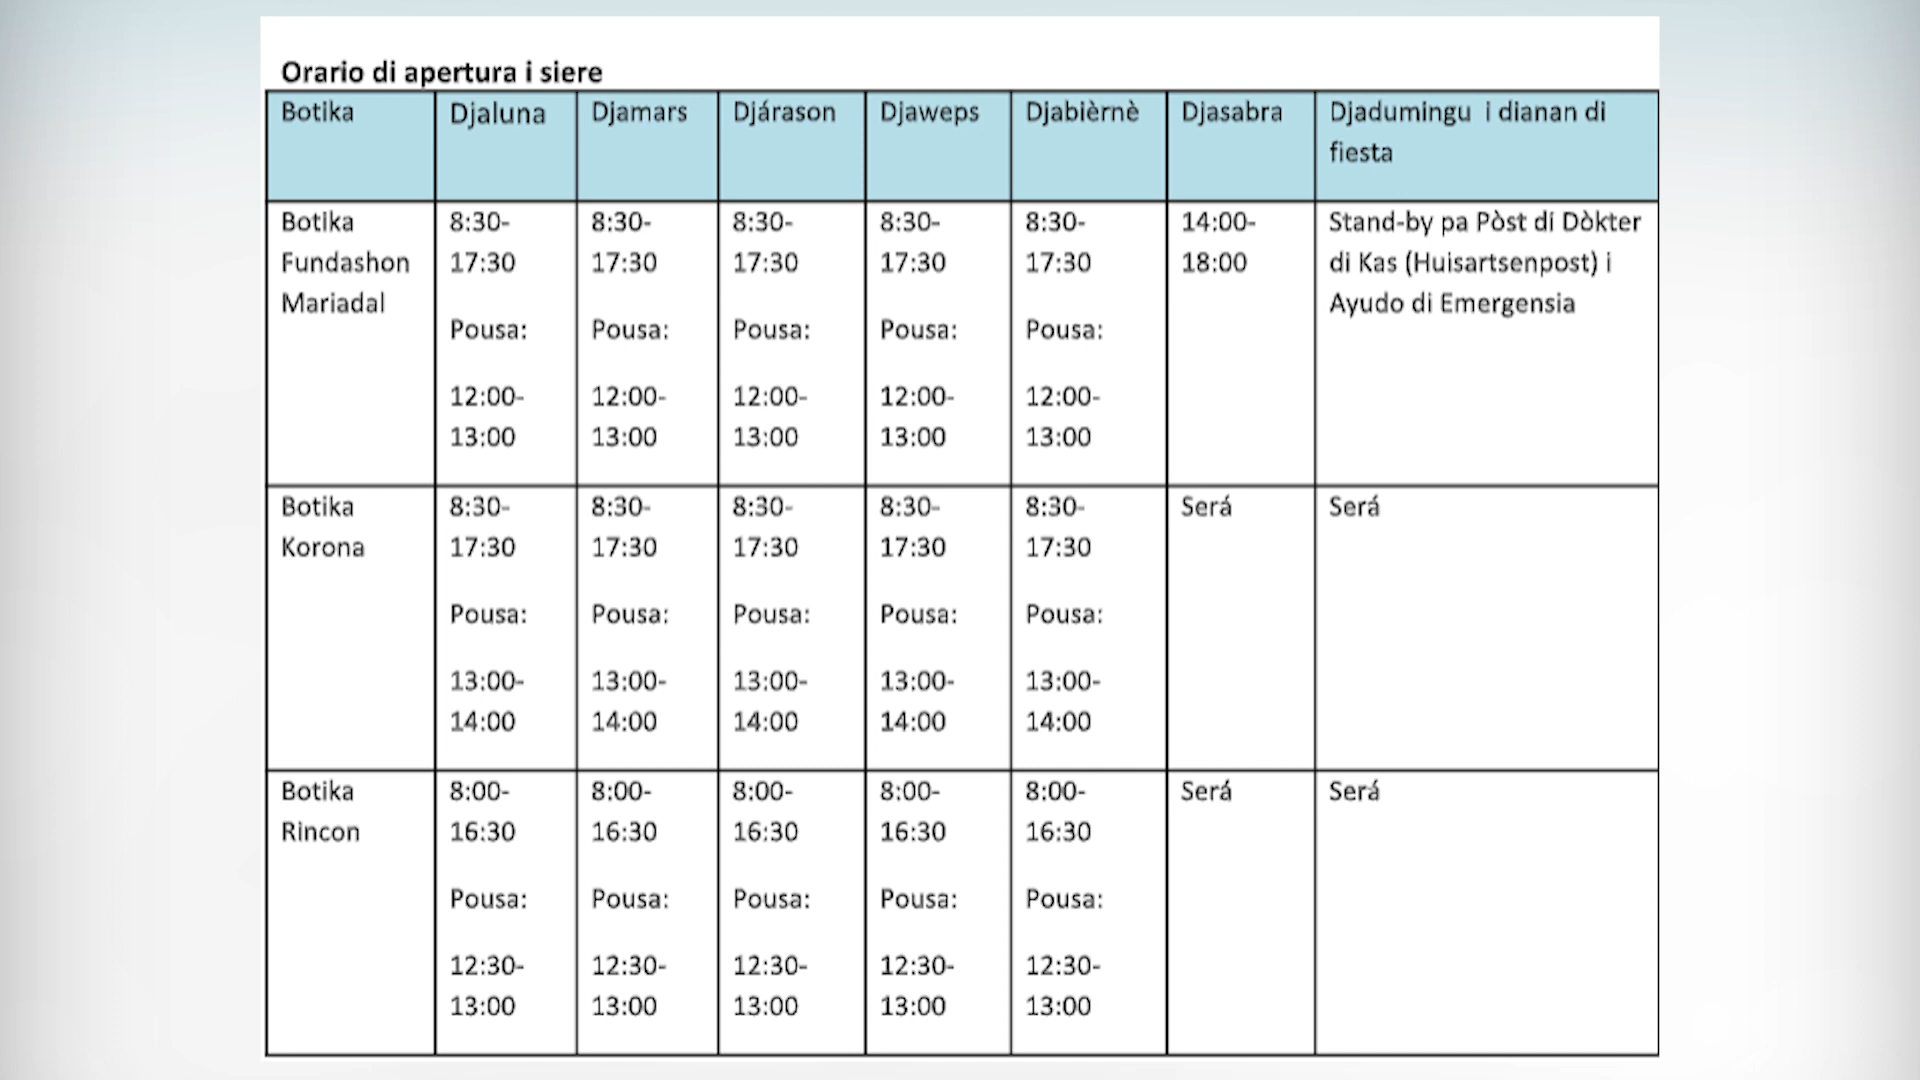 Orario di apertura i siere
Botika Djaluna Djamars Djárason Djaweps Djabièrnè Djasabra Djadumingu i dianan di
fiesta
Botika 8:30- 8:30- 8:30- 8:30- 8:30- 14:00- Stand-by pa Pòst di Dòkter
Fundashon 17:30 17:30 17:30 17:30 17:30 18:00 di Kas (Huisartsenpost) i
Mariadal Ayudo di Emergensia
Pousa: Pousa: Pousa: Pousa: Pousa:
12:00- 12:00- 12:00- 12:00- 12:00-
13:00 13:00 13:00 13:00 13:00
Botika 8:30- 8:30- 8:30- 8:30- 8:30- Será Será
Korona 17:30 17:30 17:30 17:30 17:30
Pousa: Pousa: Pousa: Pousa: Pousa:
13:00- 13:00- 13:00- 13:00- 13:00-
14:00 14:00 14:00 14:00 14:00
Botika 8:00- 8:00- 8:00- 8:00- 8:00- Será Será
Rincon 16:30 16:30 16:30 16:30 16:30
Pousa: Pousa: Pousa: Pousa: Pousa:
12:30- 12:30- 12:30- 12:30- 12:30-
13:00 13:00 13:00 13:00 13:00